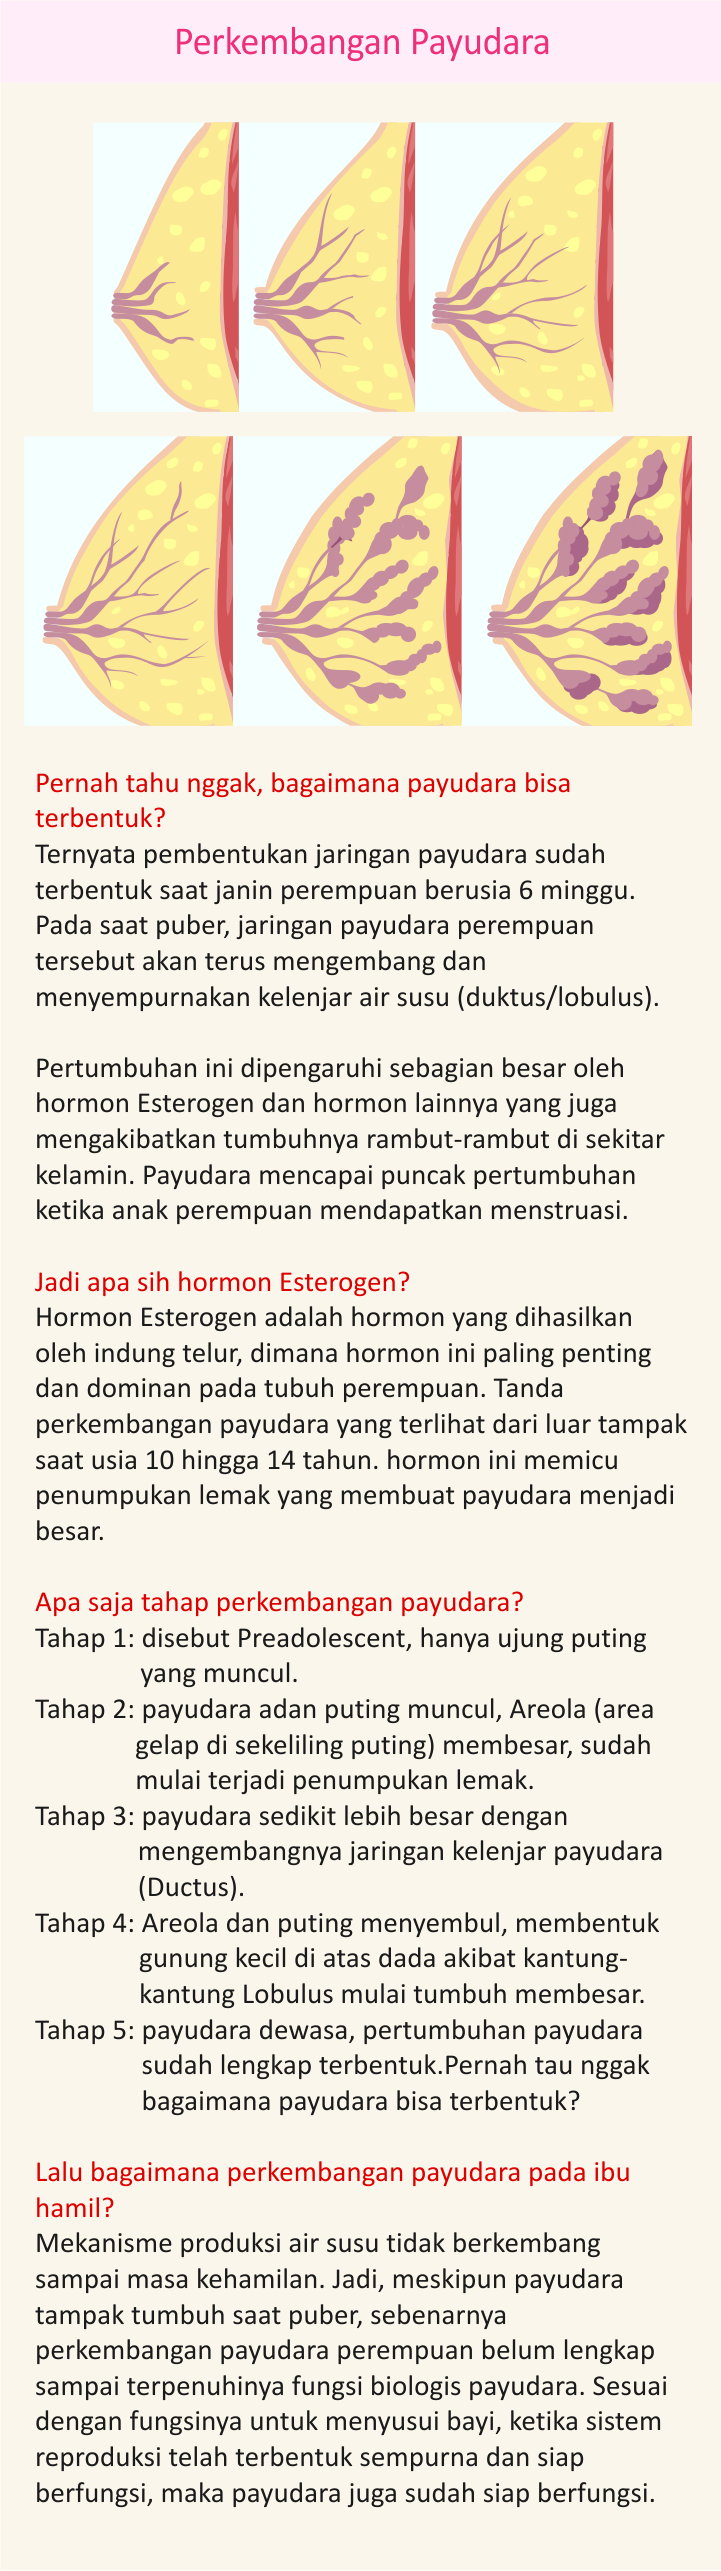 Perkembangan Payudara
Pernah tahu nggak, bagaimana payudara bisa
terbentuk?
Ternyata pembentukan jaringan payudara sudah
terbentuk saat janin perempuan berusia 6 minggu.
Pada saat puber, jaringan payudara perempuan
tersebut akan terus mengembang dan
menyempurnakan kelenjar air susu (duktus/lobulus).
Pertumbuhan ini dipengaruhi sebagian besar oleh
hormon Esterogen dan hormon lainnya yang juga
mengakibatkan tumbuhnya rambut-rambut di sekitar
kelamin. Payudara mencapai puncak pertumbuhan
ketika anak perempuan mendapatkan menstruasi.
Jadi apa sih hormon Esterogen?
Hormon Esterogen adalah hormon yang dihasilkan
oleh indung telur, dimana hormon ini paling penting
dan dominan pada tubuh perempuan. Tanda
perkembangan payudara yang terlihat dari luar tampak
saat usia 10 hingga 14 tahun. hormon ini memicu
penumpukan lemak yang membuat payudara menjadi
besar.
Apa saja tahap perkembangan payudara?
Tahap 1: disebut Preadolescent, hanya ujung puting
yang muncul.
Tahap 2: payudara adan puting muncul, Areola (area
gelap di sekeliling puting) membesar, sudah
mulai terjadi penumpukan lemak.
Tahap 3: payudara sedikit lebih besar dengan
mengembangnya jaringan kelenjar payudara
(Ductus).
Tahap 4: Areola dan puting menyembul, membentuk
gunung kecil di atas dada akibat kantung-
kantung Lobulus mulai tumbuh membesar.
Tahap 5: payudara dewasa, pertumbuhan payudara
sudah lengkap terbentuk.Pernah tau nggak
bagaimana payudara bisa terbentuk?
Lalu bagaimana perkembangan payudara pada ibu
hamil?
Mekanisme produksi air susu tidak berkembang
sampai masa kehamilan. Jadi, meskipun payudara
tampak tumbuh saat puber, sebenarnya
perkembangan payudara perempuan belum lengkap
sampai terpenuhinya fungsi biologis payudara. Sesuai
dengan fungsinya untuk menyusui bayi, ketika sistem
reproduksi telah terbentuk sempurna dan siap
berfungsi, maka payudara juga sudah siap berfungsi.